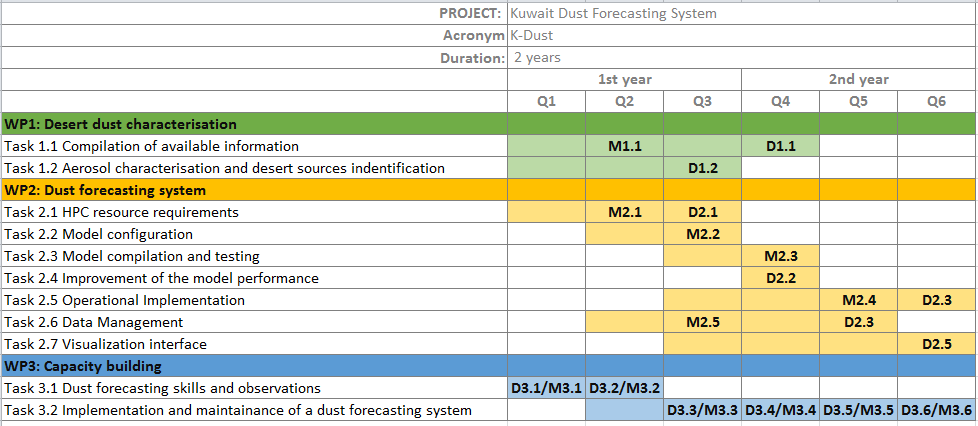 PROJECT: Kuwait Dust Forecasting System
Acronym K-Dust
Duration: 2 years
1st year 2nd year
Q1 Q2 Q3 Q4 Q5 Q6
WP1: Desert dust characterisation
Task 1.1 Compilation of available information M1.1 D1.1
Task 1.2 Aerosol characterisation and desert sources indentification D1.2
WP2: Dust forecasting system
Task 2.1 HPC resource requirements M2.1 D2.1
Task 2.2 Model configuration M2.2
Task 2.3 Model compilation and testing M2.3
Task 2.4 Improvement of the model performance D2.2
Task 2.5 Operational Implementation M2.4 D2.3
Task 2.6 Data Management M2.5 D2.3
Task 2.7 Visualization interface D2.5
WP3: Capacity building
Task 3.1 Dust forecasting skills and observations D3.1/M3.1 D3.2/M3.2
Task 3.2 Implementation and maintainance of a dust forecasting system D3.3/M3.3 D3.4/M3.4 D3.5/M3.5 D3.6/M3.6